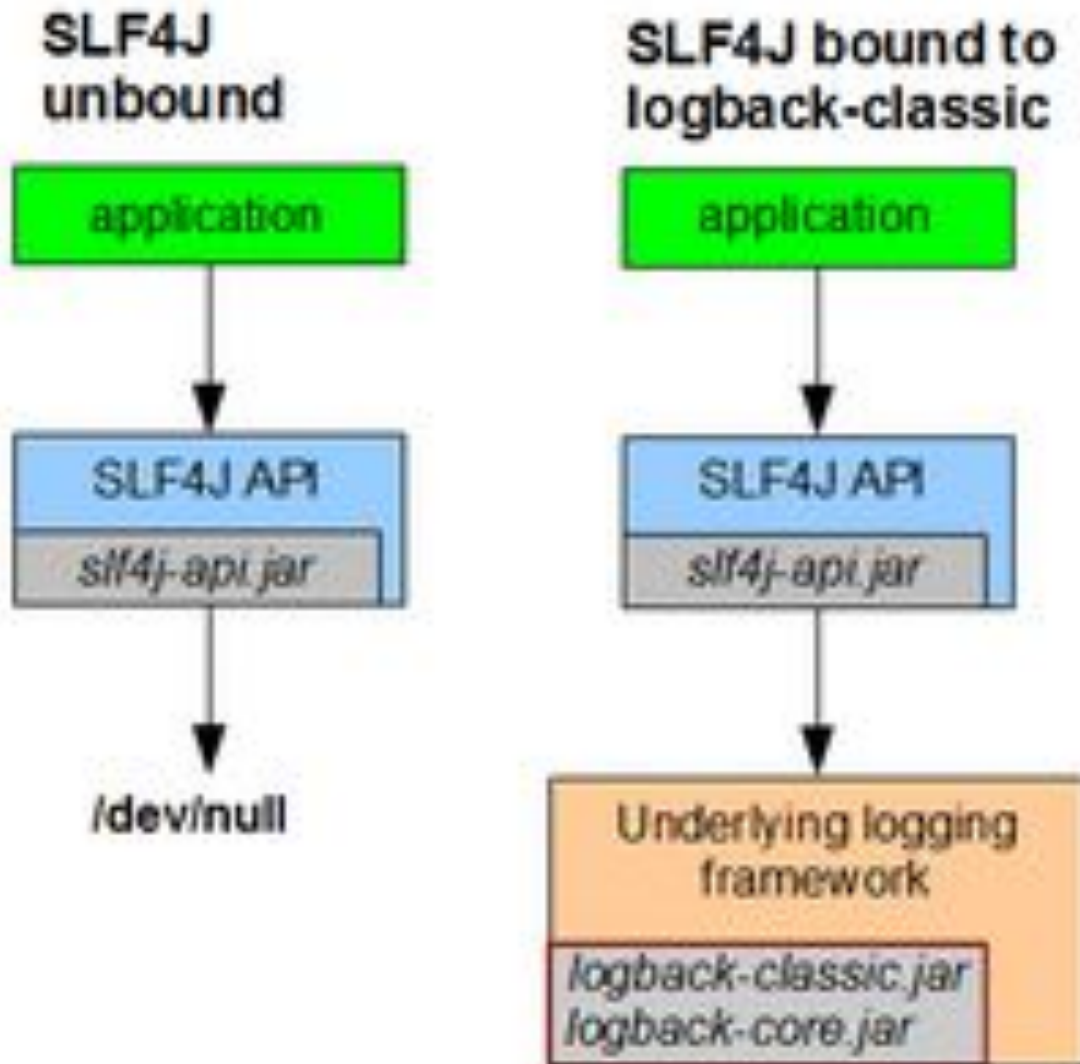 SLF4J
unbound
application
SLF4J API
slf4j-api.jar
/dev/null
SLF4J bound to
logback-classic
application
SLF4J API
slf4j-api.jar
Underlying logging
framework
logback-classic.jar
logback-core.jar